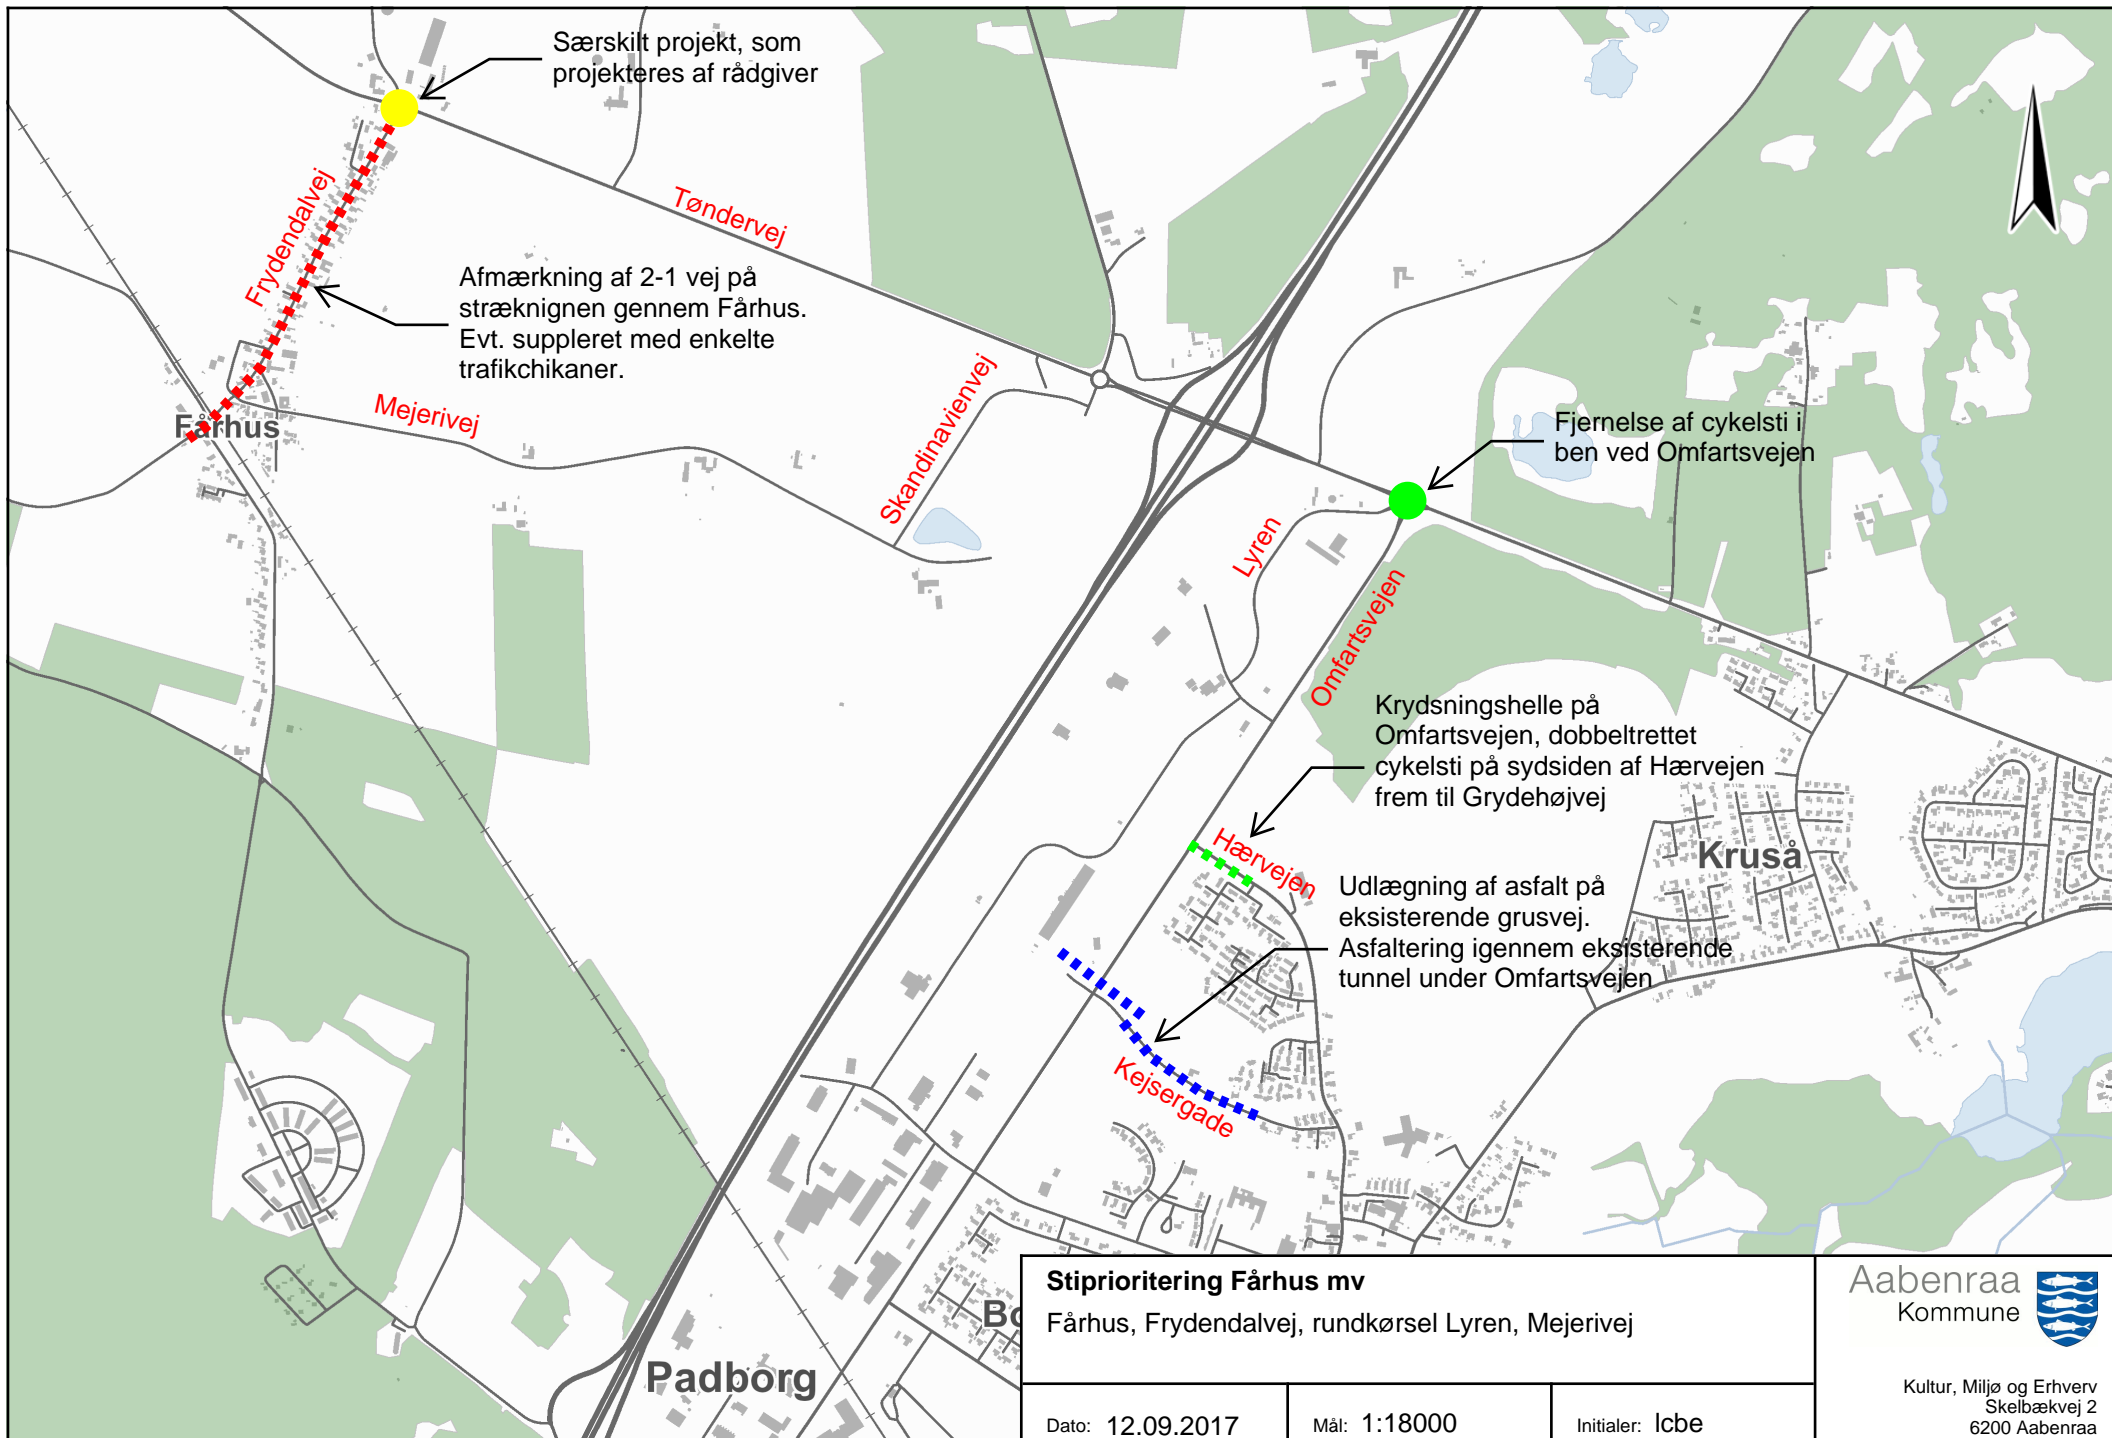 Særskilt projekt, som
projekteres af rådgiver
Tøndervej
Frydendalvej
Afmærkning af 2-1 vej på
stræknignen gennem Fårhus.
Evt. suppleret med enkelte
trafikchikaner.
Mejerivej
Fårhus
Skandinavienvej
Fjernelse af cykelsti i
ben ved Omfartsvejen
Lyren
Omfartsvejen
Krydsningshelle på
Omfartsvejen, dobbeltrettet
cykelsti på sydsiden af Hærvejen
frem til Grydehøjvej
Hærvejen
Kruså
Udlægning af asfalt på
eksisterende grusvej.
Asfaltering igennem eksisterende
tunnel under Omfartsvejen
Kejsergade
Bo
Padborg
Stiprioritering Fårhus mv
Fårhus, Frydendalvej, rundkørsel Lyren, Mejerivej
Dato: 12.09.2017
Mål: 1:18000
Initialer: lcbe
Aabenraa
Kommune
Kultur, Miljø og Erhverv
Skelbækvej 2
6200 Aabenraa